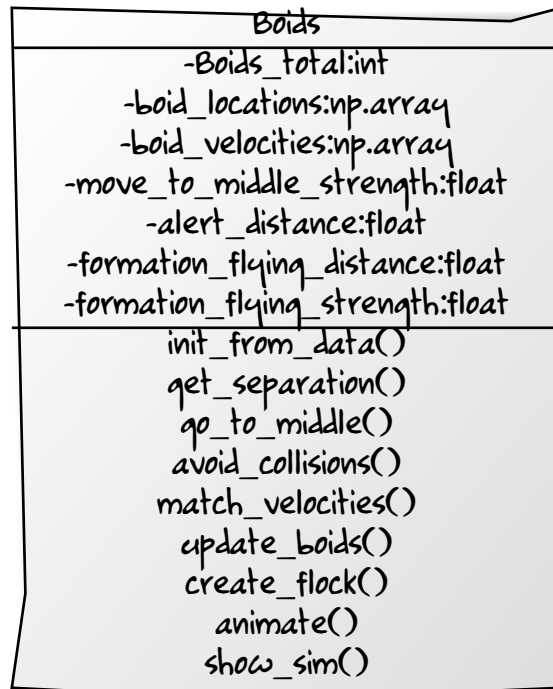 Boids
-Boids_total:int
-boid_locations:np.array
-boid_velocities:np.array
-move_to_middle_strength:float
-alert_distance:float
-formation_flying_distance:float
-formation_flying_strength:float
init_from_data()
get_separation()
go_to_middle()
avoid_collisions()
match_velocities()
update_boids()
create_flock()
animate()
show_sim()